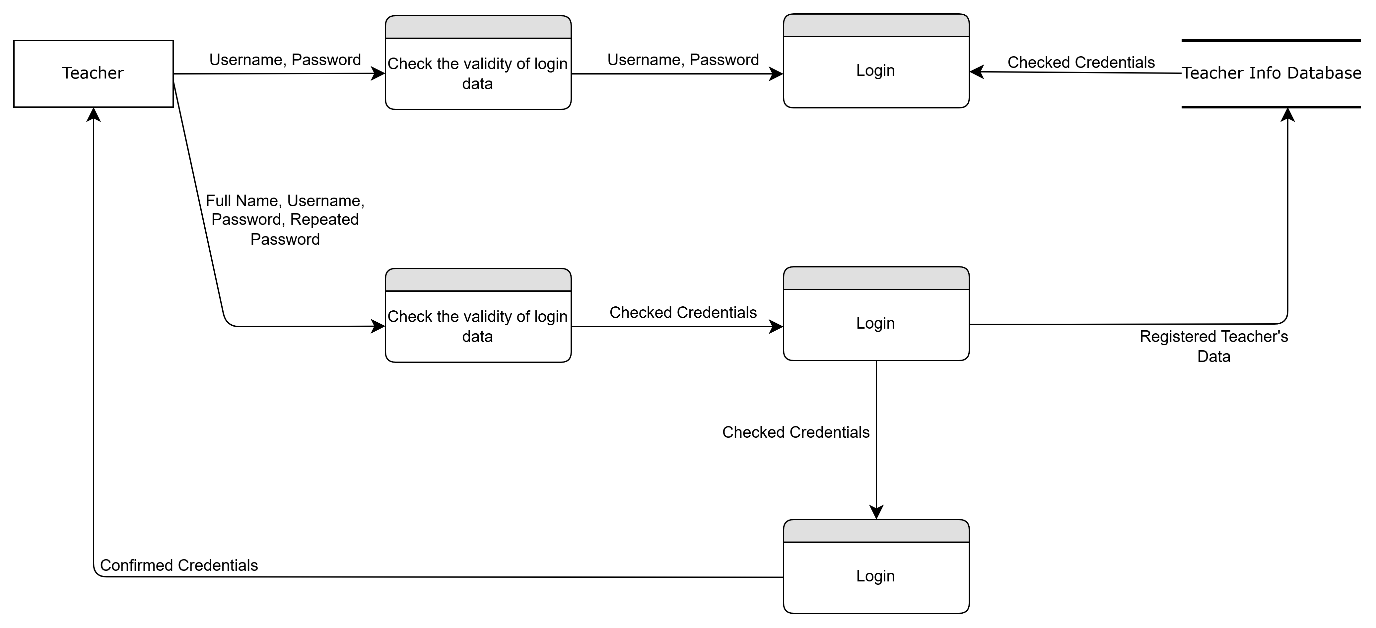 Teacher
Username, Password
Check the validity of login
data
Username, Password
Login
Checked Credentials
Teacher Info Database
Full Name, Username,
Password, Repeated
Password
Check the validity of login
data
Checked Credentials
Login
Registered Teacher's
Data
Checked Credentials
Confirmed Credentials
Login